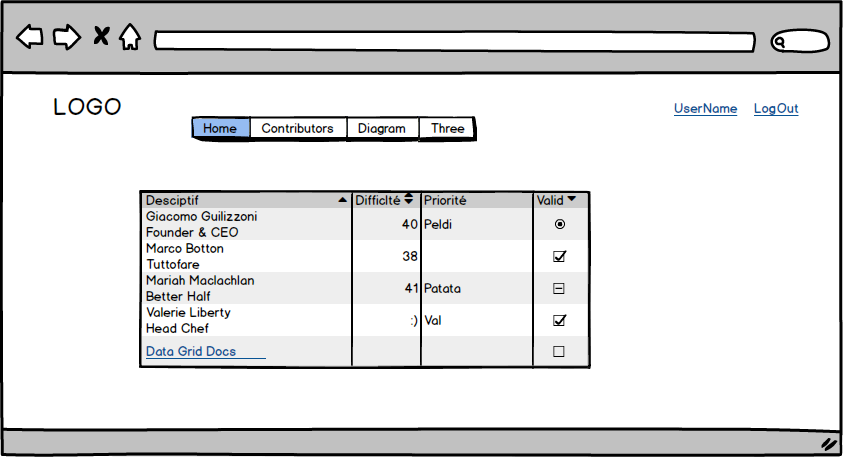 LOGO
UserName LogOut
Home Contributors Diagram Three
Desciptif Difficlté Priorité Valid
Giacomo Guilizzoni
Founder & CEO
40 Peldi
Marco Botton
Tuttofare
38
Mariah Maclachlan
Better Half
41 Patata
Valerie Liberty
Head Chef
:) Val
Data Grid Docs